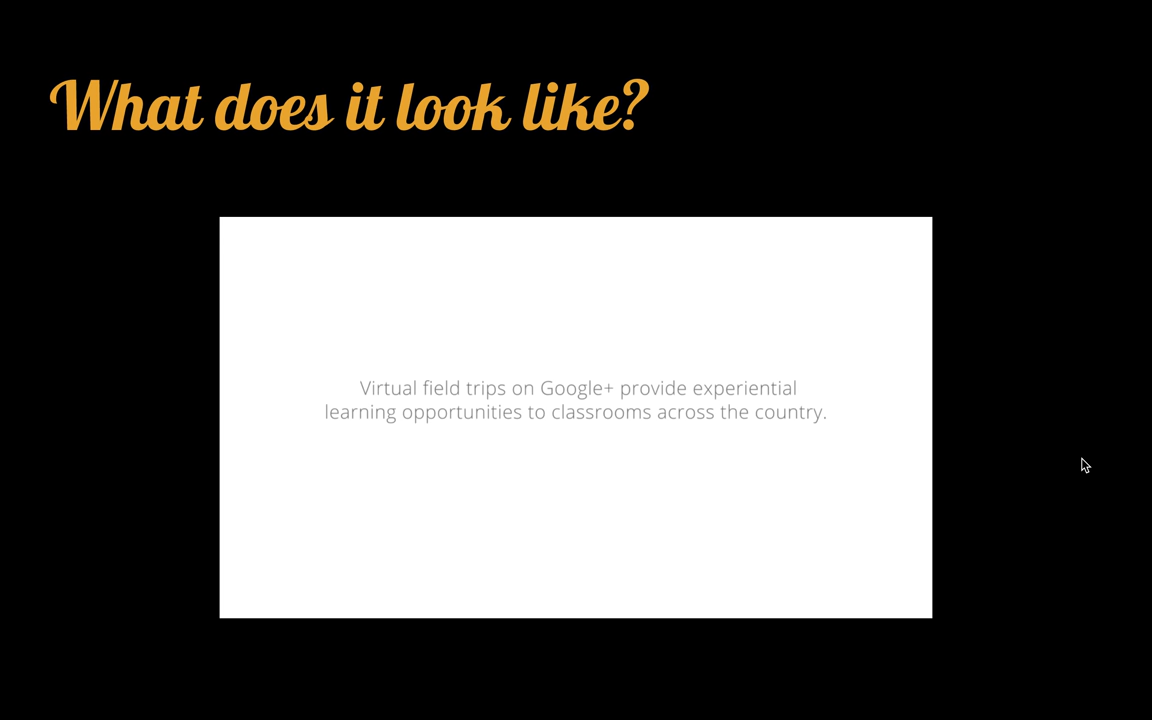 What does it look like?
Virtual field trips on Google+ provide experiential
learning opportunities to classrooms across the country.